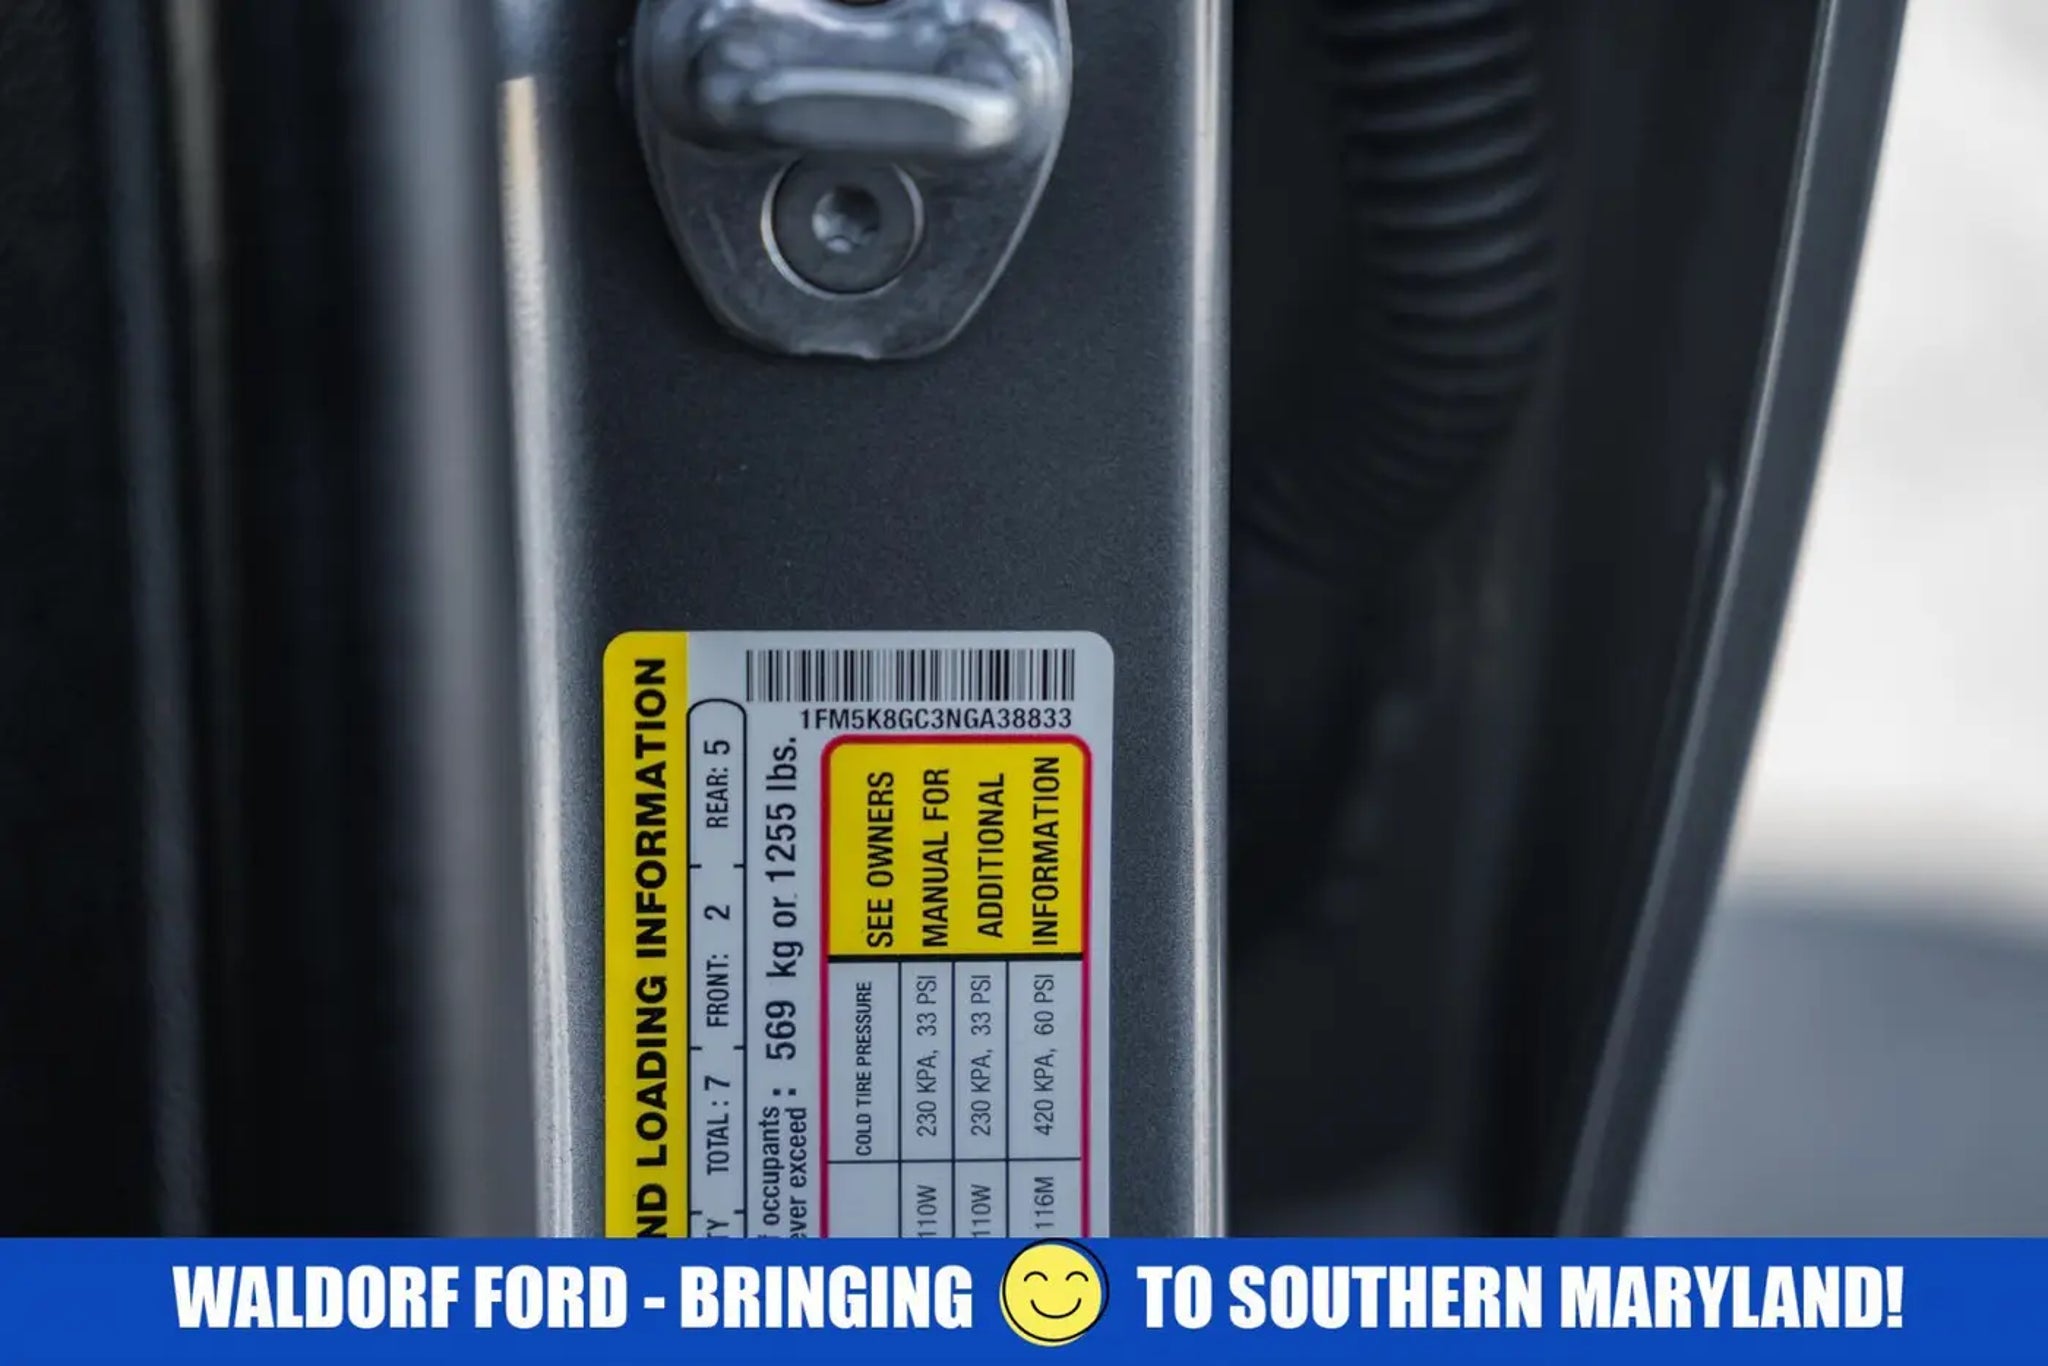 1FM5K8GC3NGA38833
ND LOADING INFORMATION
TOTAL: 7 FRONT: 2 REAR: 5
occupants
exceed : 569 kg or 1255 lbs.
COLD TIRE PRESSURE
110W 230 KPA, 33 PSI
110W 230 KPA, 33 PSI
116M 420 KPA, 60 PSI
SEE OWNERS
MANUAL FOR
ADDITIONAL
INFORMATION
WALDORF FORD - BRINGING TO SOUTHERN MARYLAND!